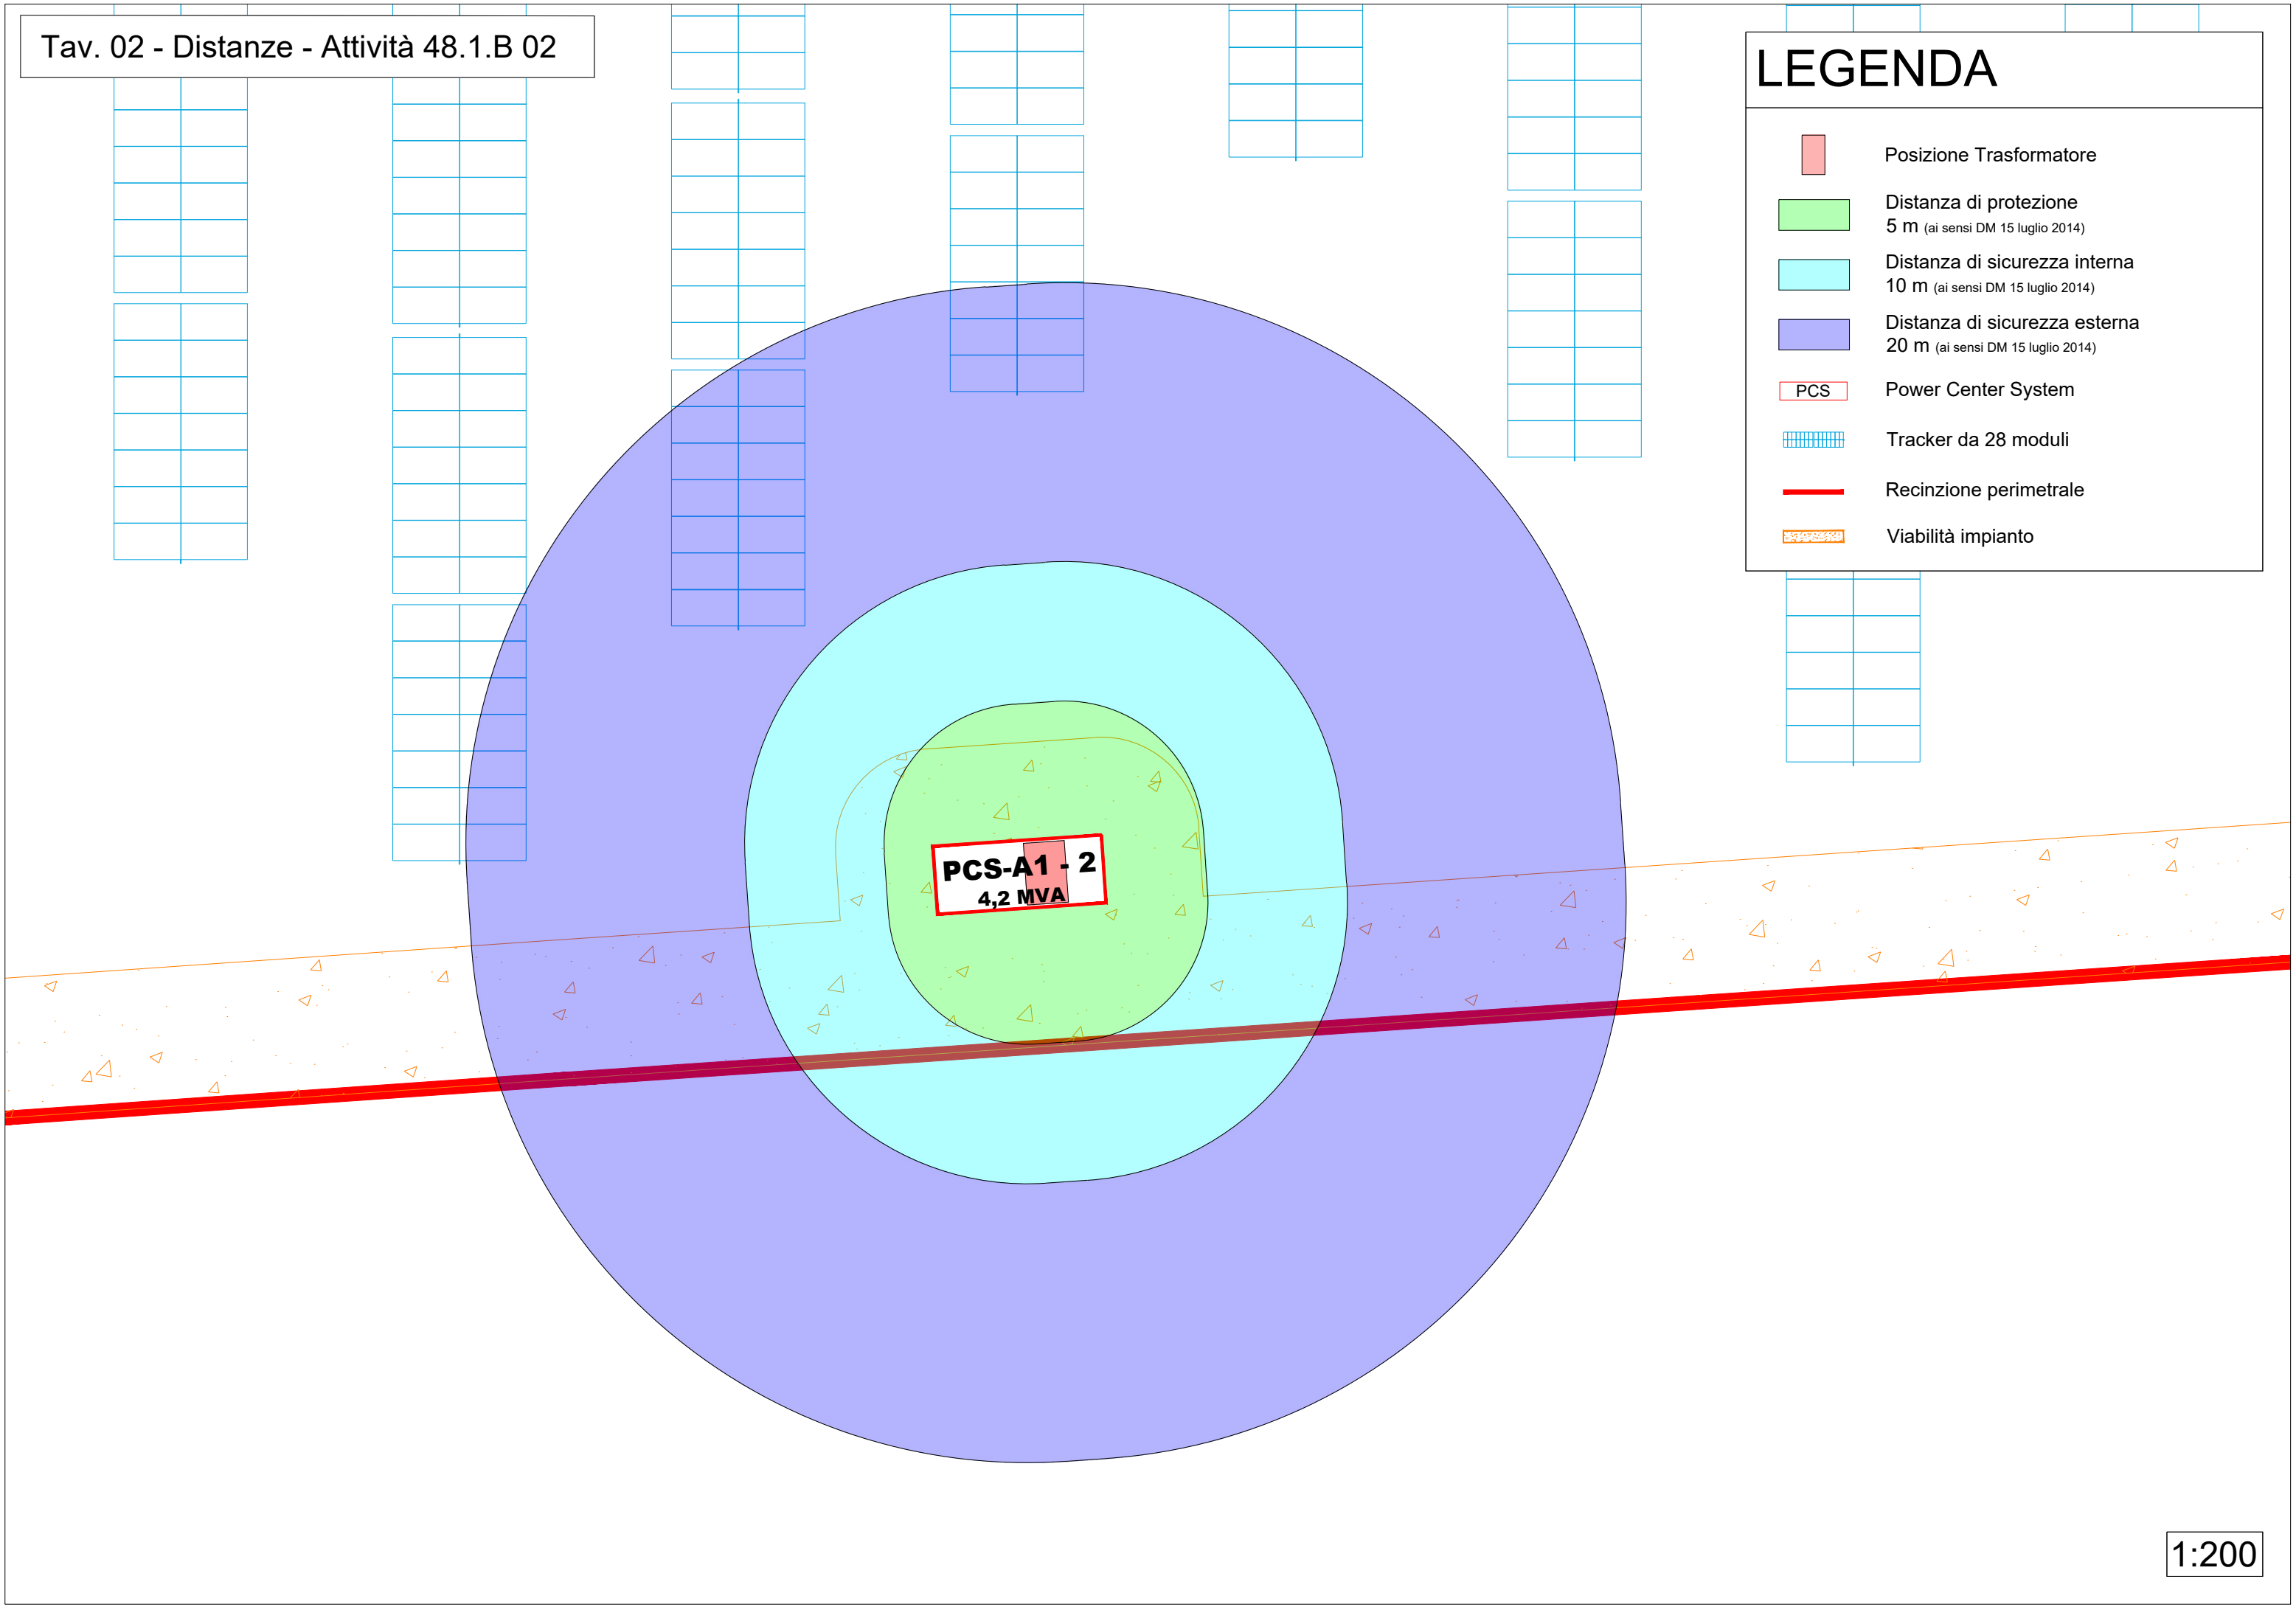 Tav. 02 - Distanze - Attività 48.1.B 02
LEGENDA
Posizione Trasformatore
Distanza di protezione
5 m (ai sensi DM 15 luglio 2014)
Distanza di sicurezza interna
10 m (ai sensi DM 15 luglio 2014)
Distanza di sicurezza esterna
20 m (ai sensi DM 15 luglio 2014)
PCS Power Center System
Tracker da 28 moduli
Recinzione perimetrale
Viabilità impianto
PCS-A1 - 2
4,2 MVA
1:200